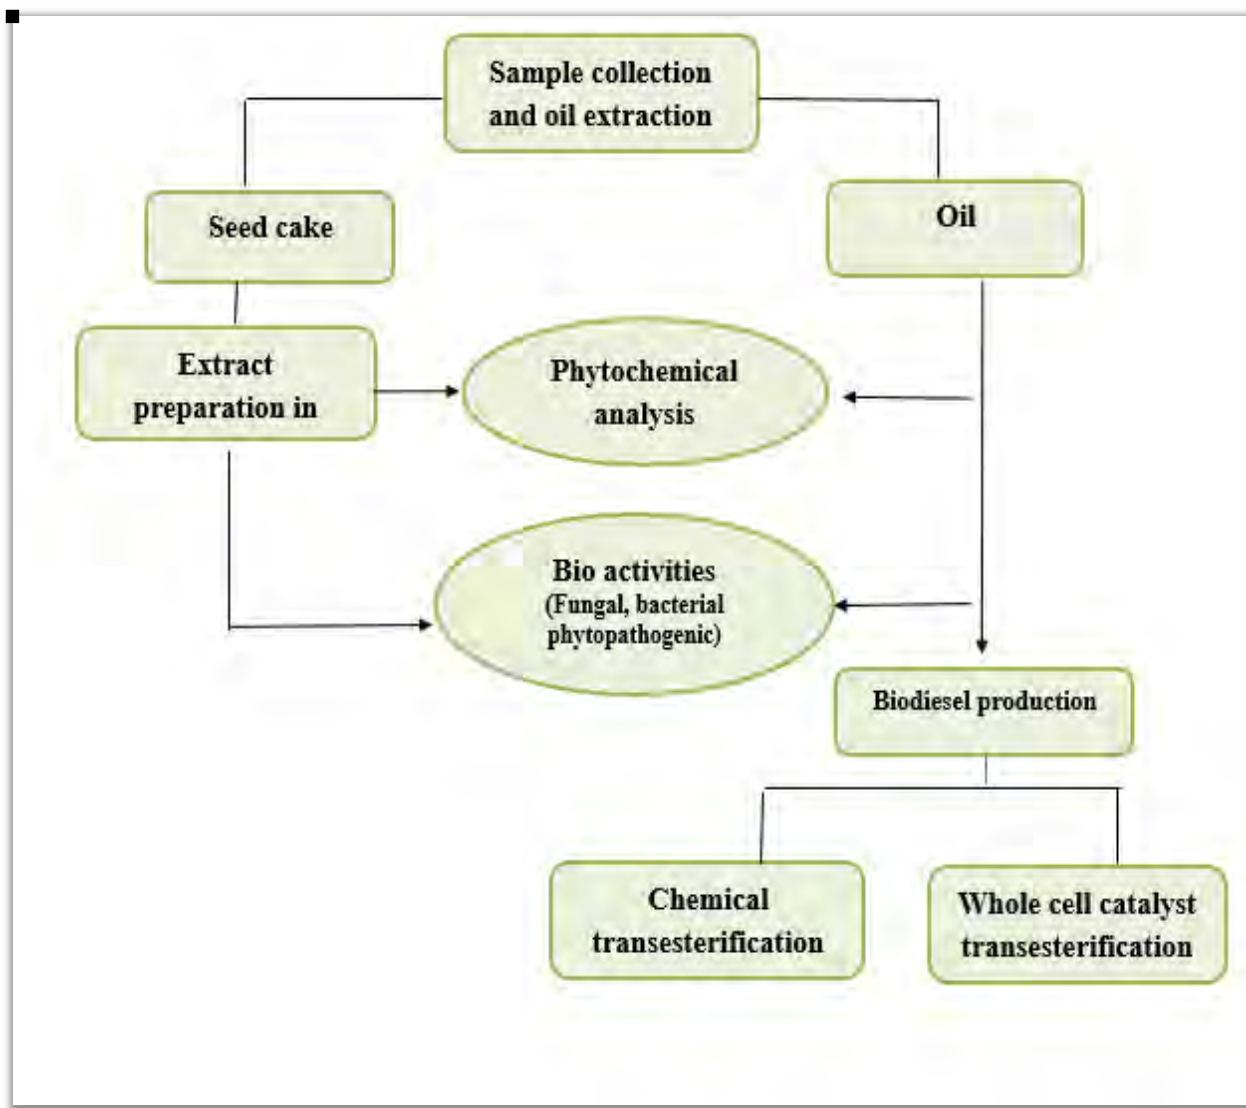 Sample collection
and oil extraction
Seed cake
Oil
Extract
preparation in
Phytochemical
analysis
Bio activities
(Fungal, bacterial
phytopathogenic)
Biodiesel production
Chemical
transesterification
Whole cell catalyst
transesterification